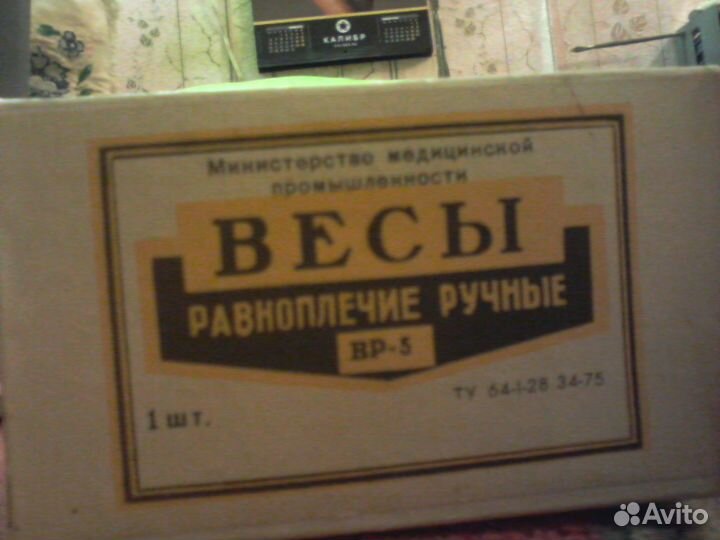 КАЛИБР
Министерство медицинской
промышленности
ВЕСЫ
РАВНОПЛЕЧИЕ РУЧНЫЕ
ВР-5
ТУ 64-1-28 34-75
1 шт.
Avito